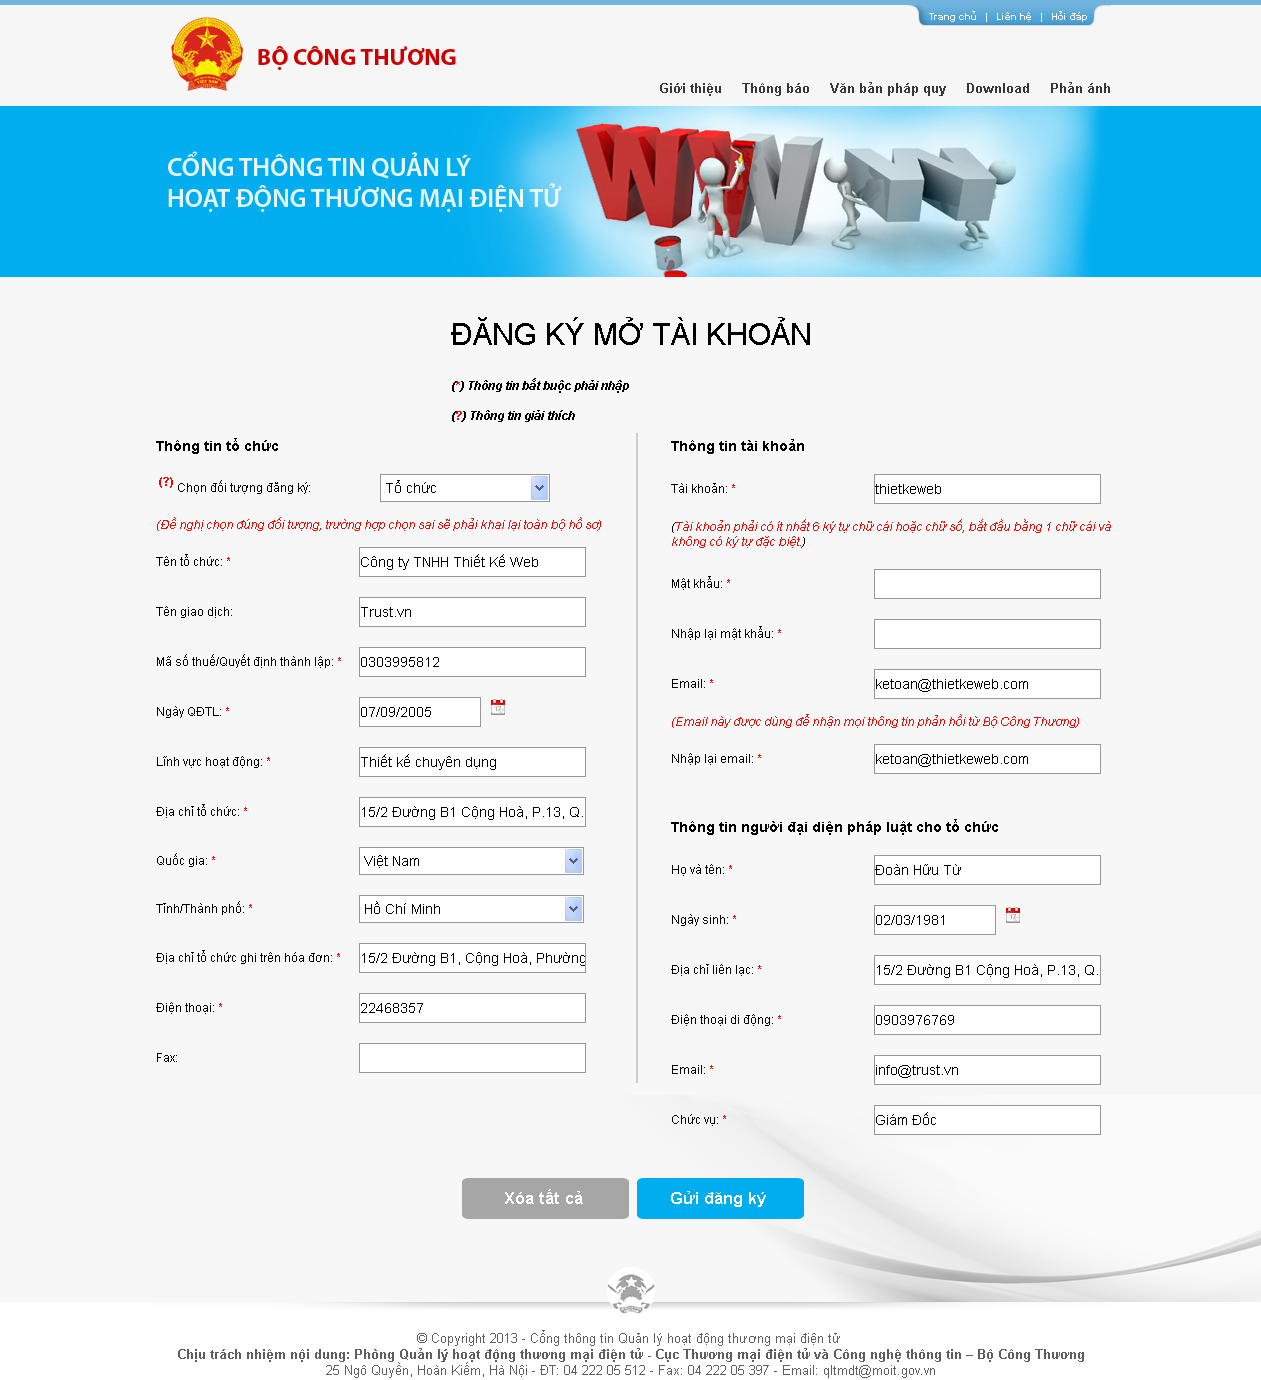 Trang chủ | Liên hệ | Hỏi đáp
BỘ CÔNG THƯƠNG
Giới thiệu Thông báo Văn bản pháp quy Download Phản ánh
CỔNG THÔNG TIN QUẢN LÝ
HOẠT ĐỘNG THƯƠNG MẠI ĐIỆN TỬ
ĐĂNG KÝ MỞ TÀI KHOẢN
(*) Thông tin bắt buộc phải nhập
(?) Thông tin giải thích
Thông tin tổ chức
(?) Chọn đối tượng đăng ký: Tổ chức
(Đề nghị chọn đúng đối tượng, trường hợp chọn sai sẽ phải khai lại toàn bộ hồ sơ)
Tên tổ chức: * Công ty TNHH Thiết Kế Web
Tên giao dịch: Trust.vn
Mã số thuế/Quyết định thành lập: * 0303995812
Ngày QĐTL: * 07/09/2005
Lĩnh vực hoạt động: * Thiết kế chuyên dụng
Địa chỉ tổ chức: * 15/2 Đường B1 Cộng Hoà, P.13, Q.
Quốc gia: * Việt Nam
Tỉnh/Thành phố: * Hồ Chí Minh
Địa chỉ tổ chức ghi trên hóa đơn: * 15/2 Đường B1, Cộng Hoà, Phường
Điện thoại: * 22468357
Fax:
Thông tin tài khoản
Tài khoản: * thietkeweb
(Tài khoản phải có ít nhất 6 ký tự chữ cái hoặc chữ số, bắt đầu bằng 1 chữ cái và
không có ký tự đặc biệt.)
Mật khẩu: *
Nhập lại mật khẩu: *
Email: * ketoan@thietkeweb.com
(Email này được dùng để nhận mọi thông tin phản hồi từ Bộ Công Thương)
Nhập lại email: * ketoan@thietkeweb.com
Thông tin người đại diện pháp luật cho tổ chức
Họ và tên: * Đoàn Hữu Từ
Ngày sinh: * 02/03/1981
Địa chỉ liên lạc: * 15/2 Đường B1 Cộng Hoà, P.13, Q.
Điện thoại di động: * 0903976769
Email: * info@trust.vn
Chức vụ: * Giám Đốc
Xóa tất cả Gửi đăng ký
© Copyright 2013 - Cổng thông tin Quản lý hoạt động thương mại điện tử
Chịu trách nhiệm nội dung: Phòng Quản lý hoạt động thương mại điện tử - Cục Thương mại điện tử và Công nghệ thông tin – Bộ Công Thương
25 Ngô Quyền, Hoàn Kiếm, Hà Nội - ĐT: 04 222 05 512 - Fax: 04 222 05 397 - Email: qltmdt@moit.gov.vn